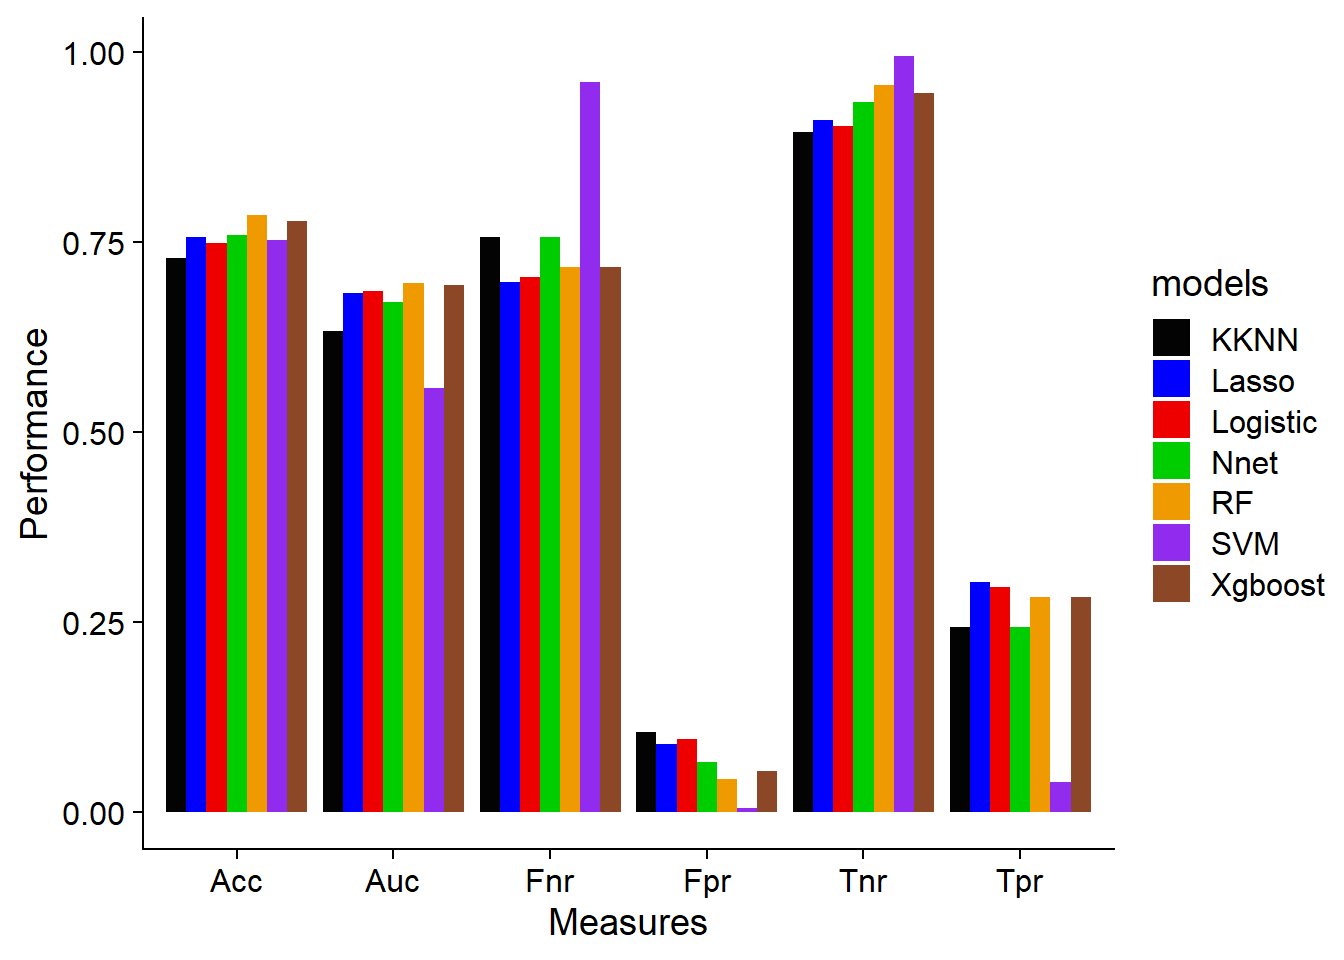 Performance
1.00
0.75
0.50
0.25
0.00
Acc Auc Fnr Fpr Tnr Tpr
Measures
models
KKNN
Lasso
Logistic
Nnet
RF
SVM
Xgboost